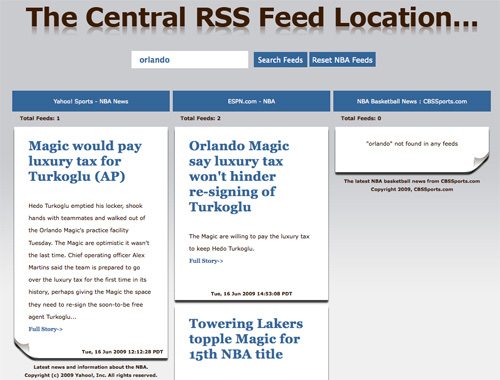 The Central RSS Feed Location...
orlando
Search Feeds
Reset NBA Feeds
Yahoo! Sports - NBA News
Total Feeds: 1
Magic would pay
luxury tax for
Turkoglu (AP)
Hedo Turkoglu emptied his locker, shook
hands with teammates and walked out of
the Orlando Magic's practice facility
Tuesday. The Magic are optimistic it wasn't
the last time. Chief operating officer Alex
Martins said the team is prepared to go
over the luxury tax for the first time in its
history, perhaps giving the Magic the space
they need to re-sign the soon-to-be free
agent Turkoglu...
Full Story->
Tue, 16 Jun 2009 12:12:28 PDT
Latest news and information about the NBA.
Copyright (c) 2009 Yahoo!, Inc. All rights reserved.
ESPN.com - NBA
Total Feeds: 2
Orlando Magic
say luxury tax
won't hinder
re-signing of
Turkoglu
The Magic are willing to pay the luxury tax
to keep Hedo Turkoglu.
Full Story->
Tue, 16 Jun 2009 14:53:08 PDT
Towering Lakers
topple Magic for
15th NBA title
NBA Basketball News : CBSSports.com
Total Feeds: 0
"orlando" not found in any feeds
The latest NBA basketball news from CBSSports.com
Copyright 2009, CBSSports.com